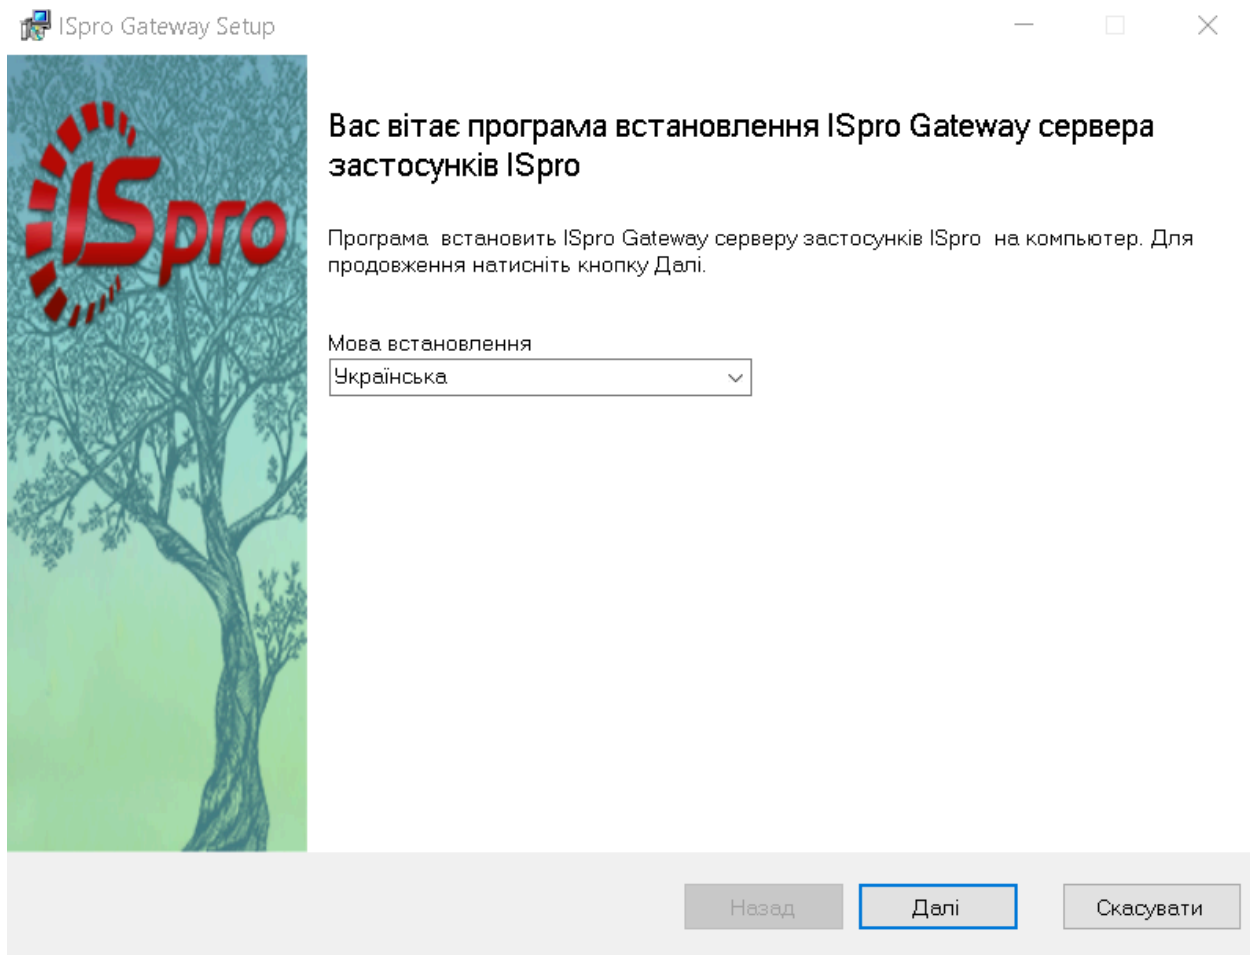 ISpro Gateway Setup
ISpro
Вас вітає програма встановлення ISpro Gateway сервера
застосунків ISpro
Програма  встановить ISpro Gateway серверу застосунків ISpro  на компьютер. Для
продовження натисніть кнопку Далі.
Мова встановлення
Українська
Назад
Далі
Скасувати